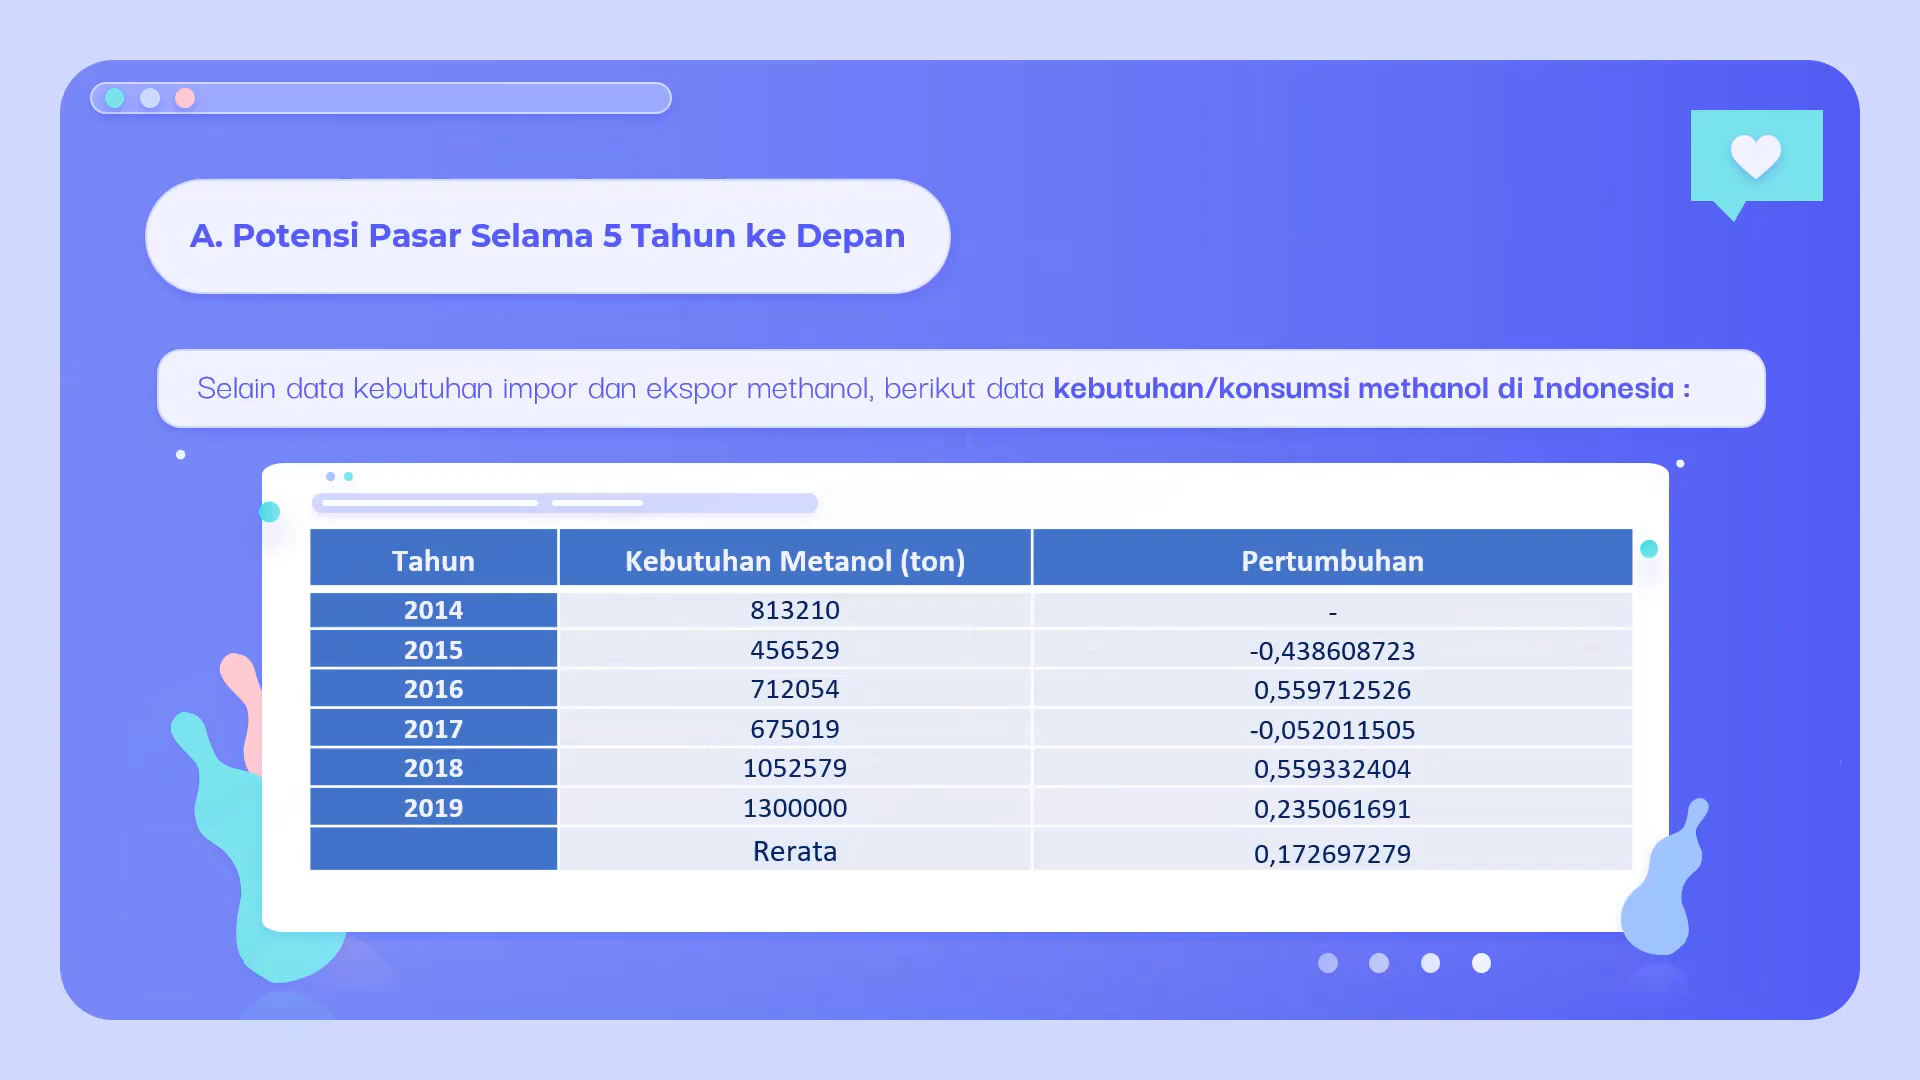 A. Potensi Pasar Selama 5 Tahun ke Depan
Selain data kebutuhan impor dan ekspor methanol, berikut data kebutuhan/konsumsi methanol di Indonesia :
Tahun Kebutuhan Metanol (ton) Pertumbuhan
2014 813210 -
2015 456529 -0,438608723
2016 712054 0,559712526
2017 675019 -0,052011505
2018 1052579 0,559332404
2019 1300000 0,235061691
Rerata 0,172697279